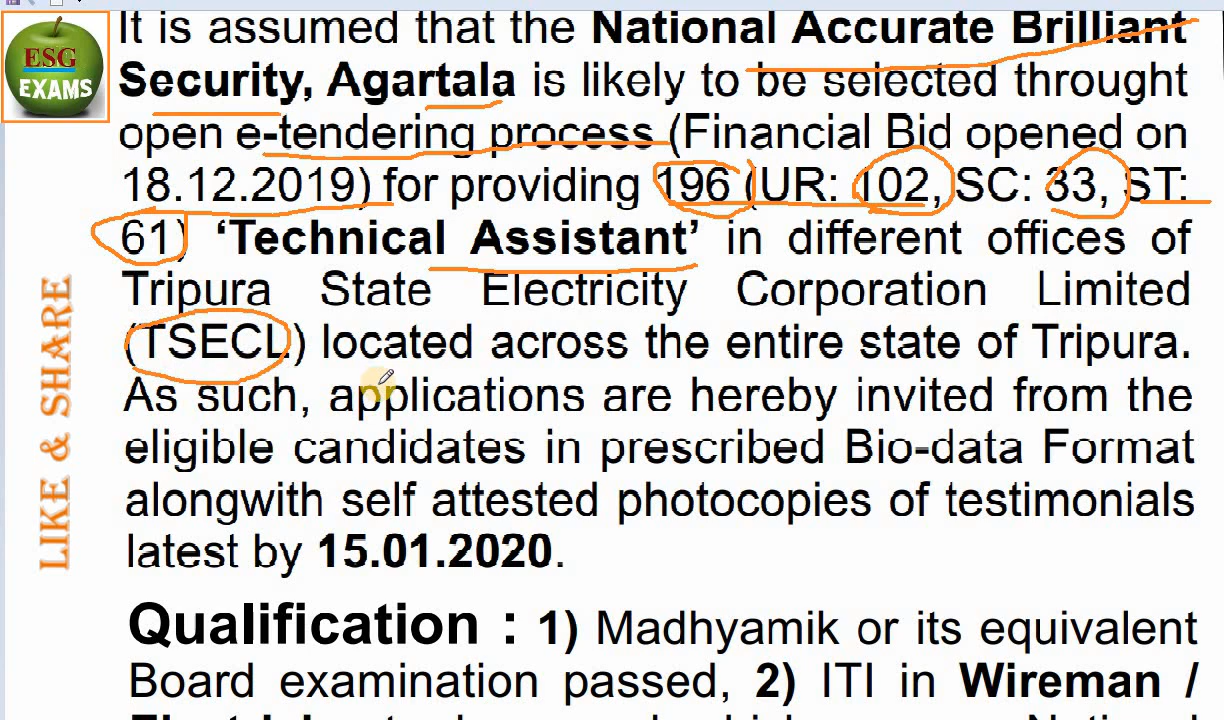 ESG
EXAMS
LIKE & SHARE
It is assumed that the National Accurate Brilliant
Security, Agartala is likely to be selected throught
open e-tendering process (Financial Bid opened on
18.12.2019) for providing 196 (UR: 102, SC: 33, ST:
61) ‘Technical Assistant’ in different offices of
Tripura State Electricity Corporation Limited
(TSECL) located across the entire state of Tripura.
As such, applications are hereby invited from the
eligible candidates in prescribed Bio-data Format
alongwith self attested photocopies of testimonials
latest by 15.01.2020.
Qualification : 1) Madhyamik or its equivalent
Board examination passed, 2) ITI in Wireman /